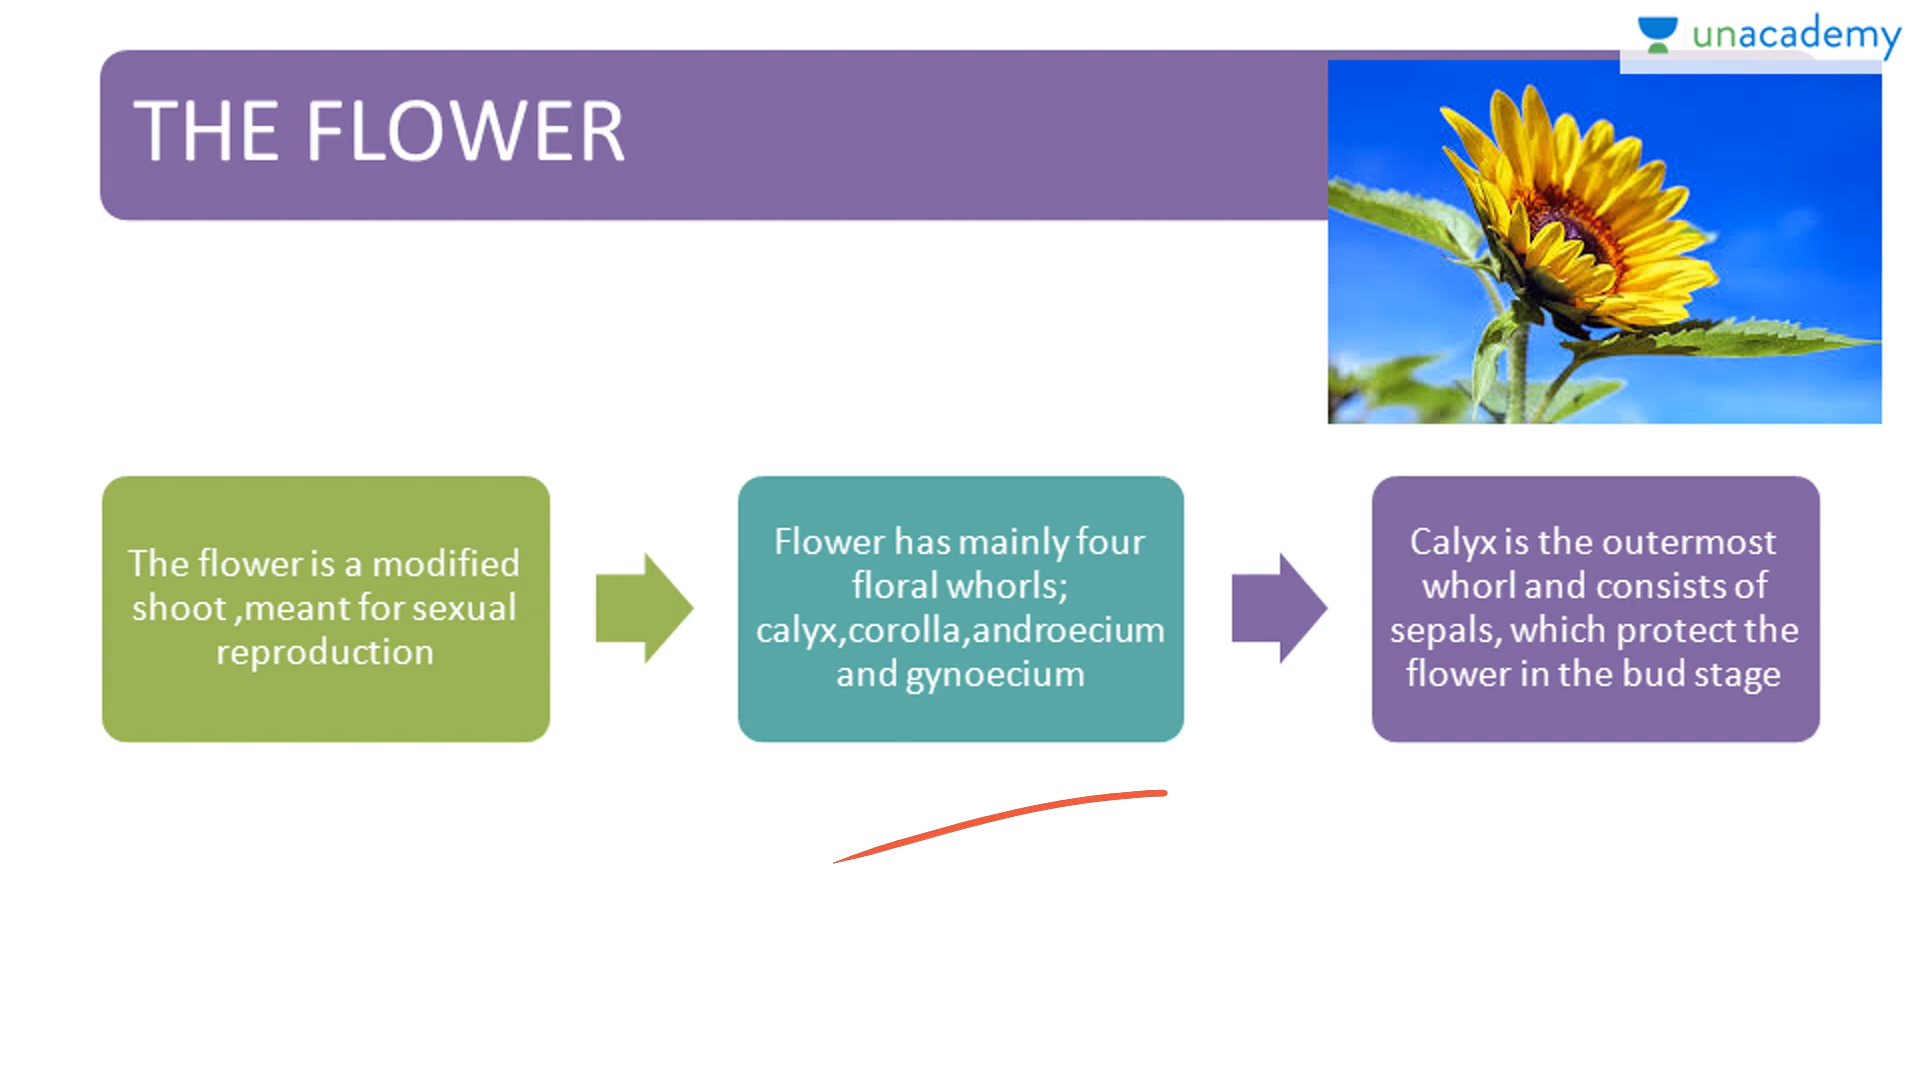 unacademy
THE FLOWER
The flower is a modified
shoot ,meant for sexual
reproduction
Flower has mainly four
floral whorls;
calyx,corolla,androecium
and gynoecium
Calyx is the outermost
whorl and consists of
sepals, which protect the
flower in the bud stage